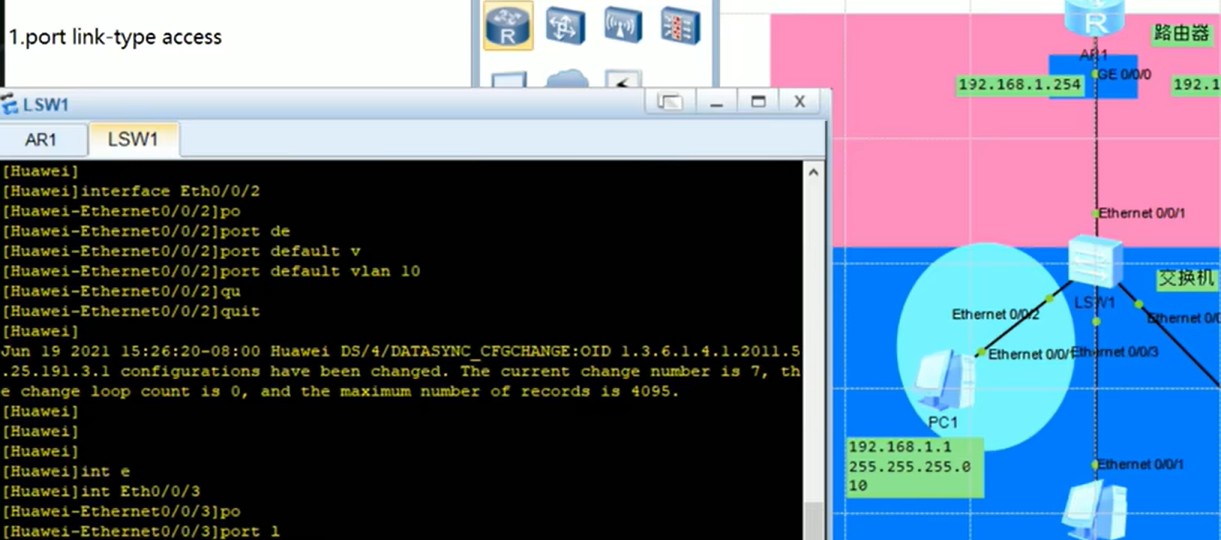 1.port link-type access
R
LSW1
AR1
LSW1
[Huawei]
[Huawei]interface Eth0/0/2
[Huawei-Ethernet0/0/2]po
[Huawei-Ethernet0/0/2]port de
[Huawei-Ethernet0/0/2]port default v
[Huawei-Ethernet0/0/2]port default vlan 10
[Huawei-Ethernet0/0/2]qu
[Huawei-Ethernet0/0/2]quit
[Huawei]
Jun 19 2021 15:26:20-08:00 Huawei DS/4/DATASYNC_CFGCHANGE:OID 1.3.6.1.4.1.2011.5
.25.191.3.1 configurations have been changed. The current change number is 7, th
e change loop count is 0, and the maximum number of records is 4095.
[Huawei]
[Huawei]
[Huawei]
[Huawei]int e
[Huawei]int Eth0/0/3
[Huawei-Ethernet0/0/3]po
[Huawei-Ethernet0/0/3]port l
R
路由器
AR1
GE 0/0/0
192.168.1.254
192.1
Ethernet 0/0/1
交换机
LSW1
Ethernet 0/0/2
Ethernet 0/0/1
Ethernet 0/0/3
PC1
192.168.1.1
255.255.255.0
10
Ethernet 0/0/1